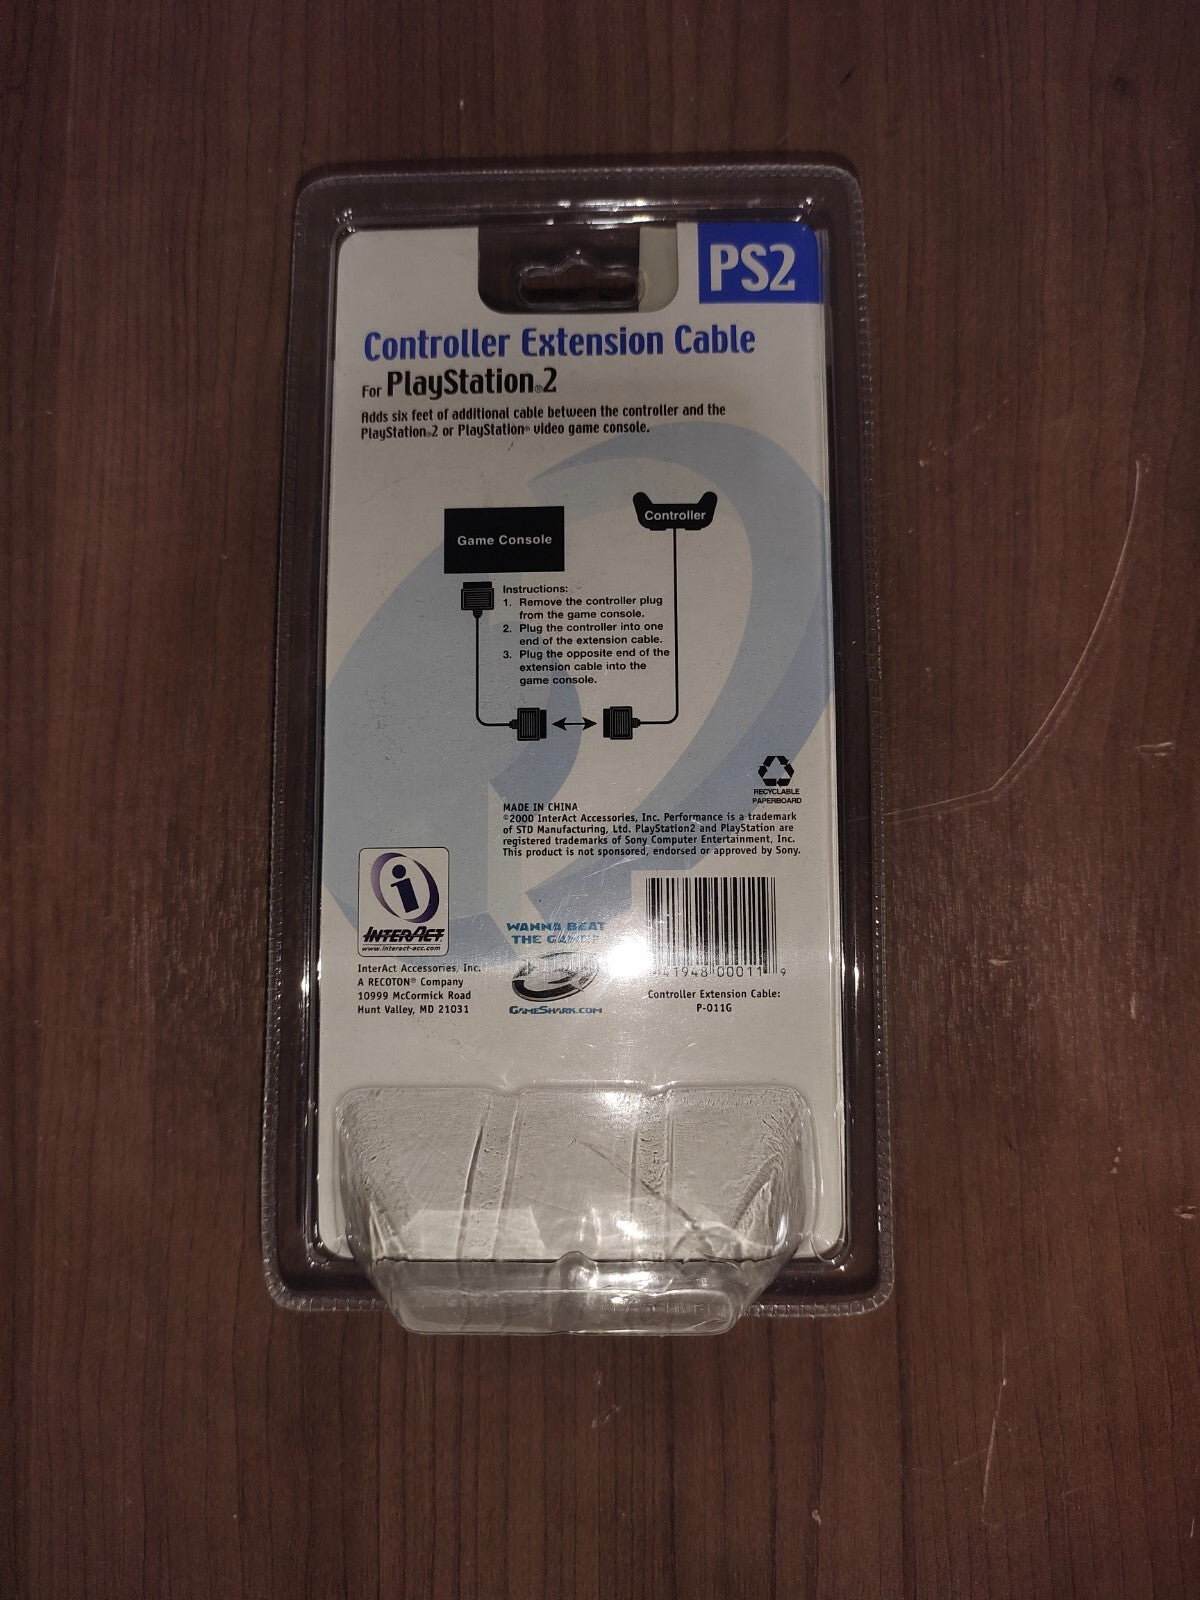 PS2
Controller Extension Cable
For PlayStation®2
Adds six feet of additional cable between the controller and the
PlayStation®2 or PlayStation® video game console.
Controller
Game Console
Instructions:
1. Remove the controller plug
from the game console.
2. Plug the controller into one
end of the extension cable.
3. Plug the opposite end of the
extension cable into the
game console.
RECYCLABLE
PAPERBOARD
MADE IN CHINA
©2000 InterAct Accessories, Inc. Performance is a trademark
of STD Manufacturing, Ltd. PlayStation2 and PlayStation are
registered trademarks of Sony Computer Entertainment, Inc.
This product is not sponsored, endorsed or approved by Sony.
i
INTERACT
www.interact-acc.com
InterAct Accessories, Inc.
A RECOTON® Company
10999 McCormick Road
Hunt Valley, MD 21031
WANNA BEAT
THE GAME?
GAMESHARK.COM
41948 00011 9
Controller Extension Cable:
P-011G